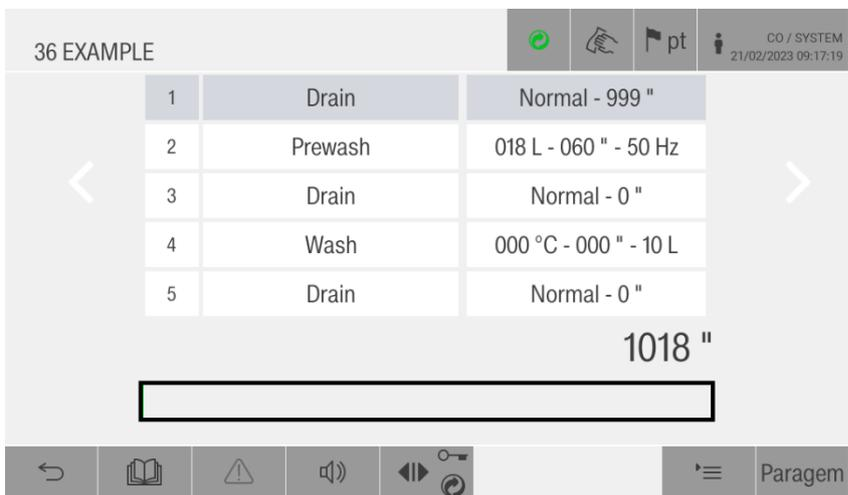 36 EXAMPLE
pt
CO / SYSTEM
21/02/2023 09:17:19
1 Drain Normal - 999 "
2 Prewash 018 L - 060 " - 50 Hz
3 Drain Normal - 0 "
4 Wash 000 °C - 000 " - 10 L
5 Drain Normal - 0 "
1018 "
Paragem